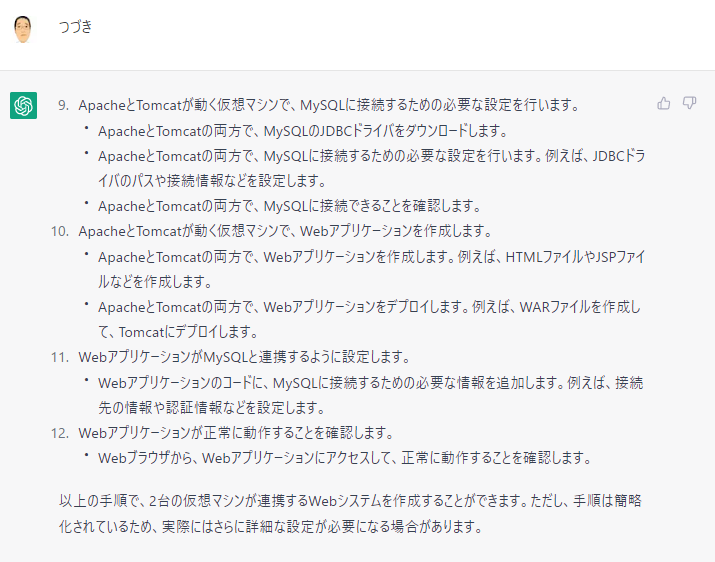 つづき
9. ApacheとTomcatが動く仮想マシンで、MySQLに接続するための必要な設定を行います。
• ApacheとTomcatの両方で、MySQLのJDBCドライバをダウンロードします。
• ApacheとTomcatの両方で、MySQLに接続するための必要な設定を行います。例えば、JDBCドラ
イバのパスや接続情報などを設定します。
• ApacheとTomcatの両方で、MySQLに接続できることを確認します。
10. ApacheとTomcatが動く仮想マシンで、Webアプリケーションを作成します。
• ApacheとTomcatの両方で、Webアプリケーションを作成します。例えば、HTMLファイルやJSPファイ
ルなどを作成します。
• ApacheとTomcatの両方で、Webアプリケーションをデプロイします。例えば、WARファイルを作成し
て、Tomcatにデプロイします。
11. WebアプリケーションがMySQLと連携するように設定します。
• Webアプリケーションのコードに、MySQLに接続するための必要な情報を追加します。例えば、接続
先の情報や認証情報などを設定します。
12. Webアプリケーションが正常に動作することを確認します。
• Webブラウザから、Webアプリケーションにアクセスして、正常に動作することを確認します。
以上の手順で、2台の仮想マシンが連携するWebシステムを作成することができます。ただし、手順は簡略
化されているため、実際にはさらに詳細な設定が必要になる場合があります。